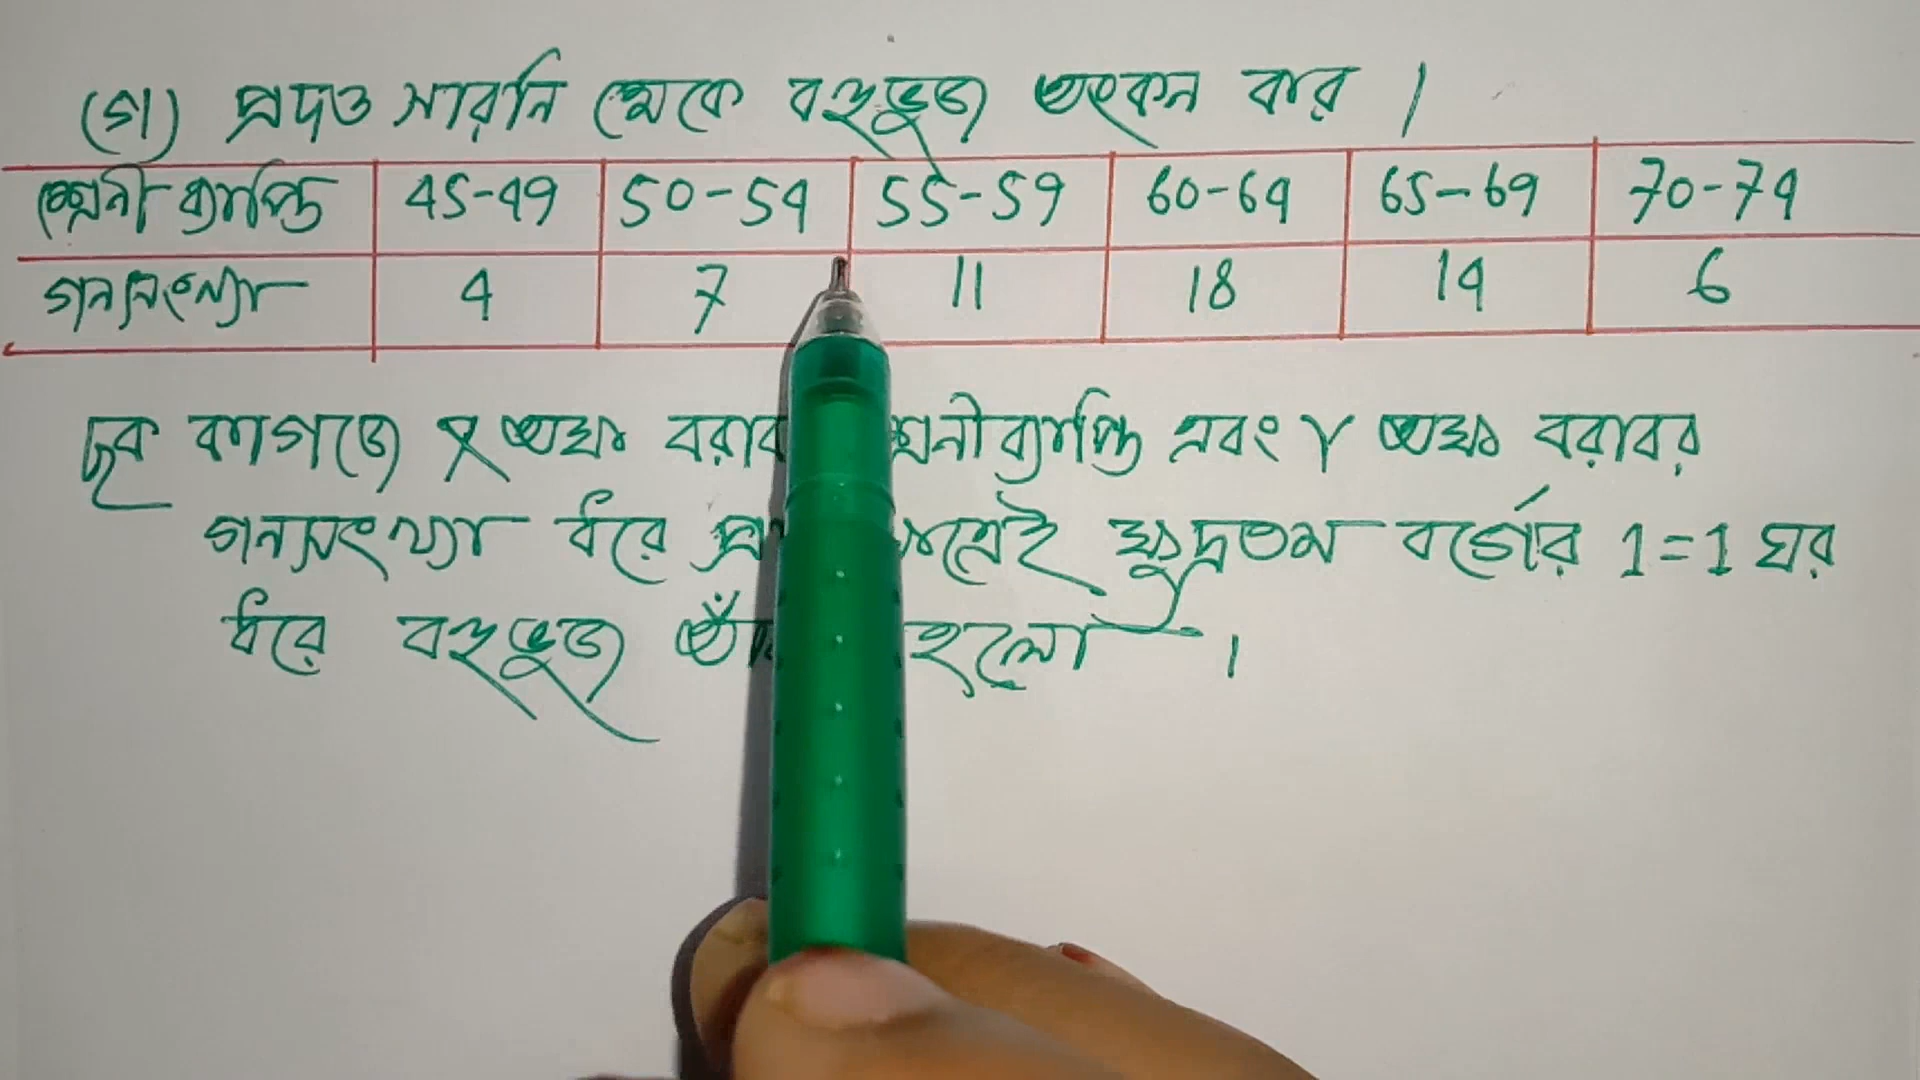 (গ) প্রদত্ত সারনি থেকে বহুভুজ অংকন কর ।
শ্রেনী ব্যাপ্তি 45-49 50-54 55-59 60-64 65-69 70-74
গনসংখ্যা 4 7 11 18 14 6
ছক কাগজে X অক্ষ বরাব শ্রেনীব্যাপ্তি এবং Y অক্ষ বরাবর
গনসংখ্যা ধরে ক্ষুদ্রতম বর্গের 1=1 ঘর
ধরে বহুভুজ হলো ।